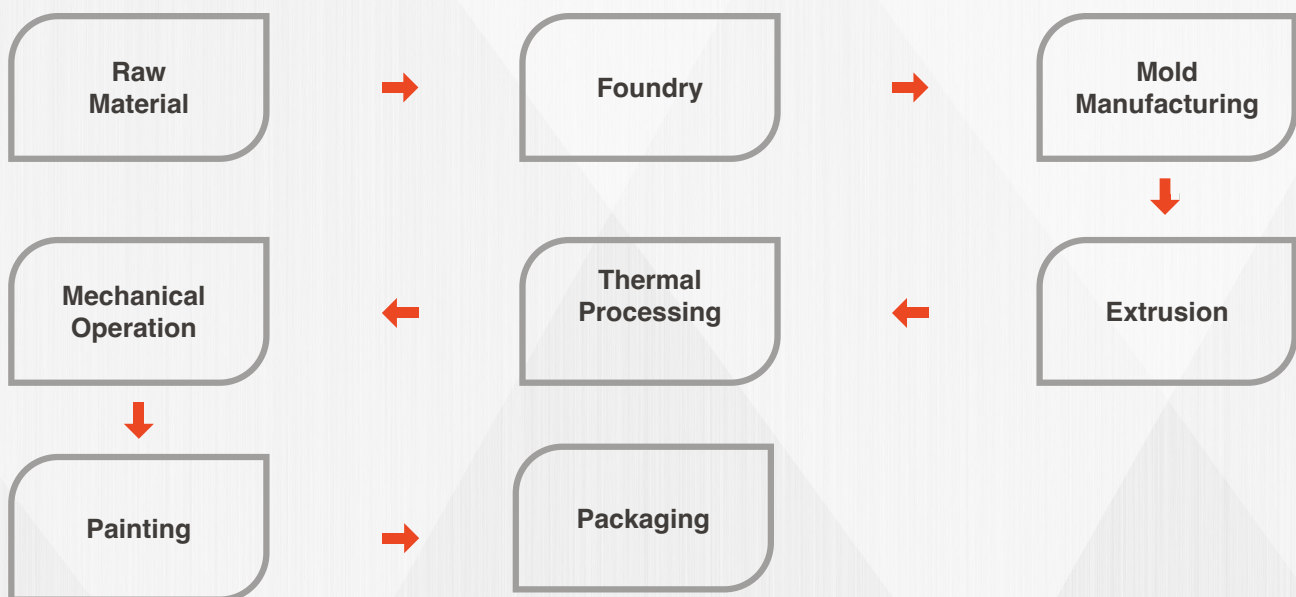 Raw
Material
Foundry
Mold
Manufacturing
Extrusion
Thermal
Processing
Mechanical
Operation
Painting
Packaging